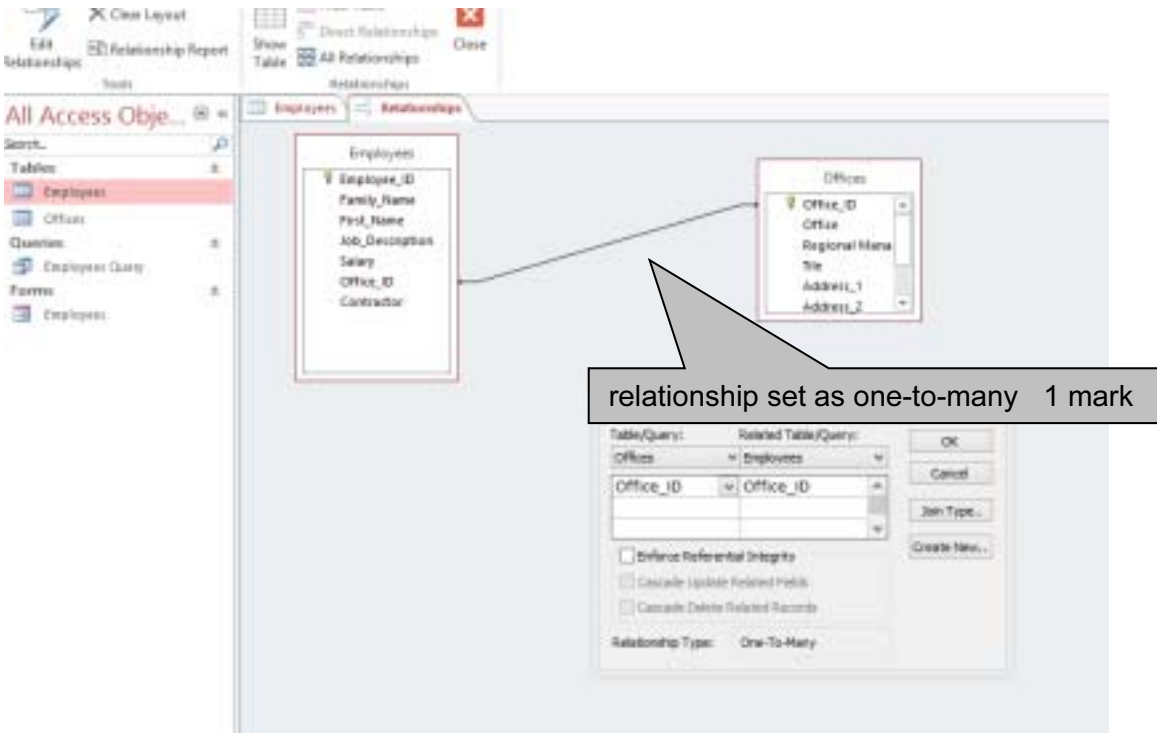 Clear Layout
Edit
Relationships
Relationship Report
Tools
Show
Table
Direct Relationships
All Relationships
Close
Relationships
All Access Obje...
Search...
Tables
Employees
Offices
Queries
Employees Query
Forms
Employees
Employees
Relationships
Employees
Employee_ID
Family_Name
First_Name
Job_Description
Salary
Office_ID
Contractor
Offices
Office_ID
Office
Regional Mana
Title
Address_1
Address_2
relationship set as one-to-many 1 mark
Table/Query: Related Table/Query:
Offices Employees
Office_ID Office_ID
Enforce Referential Integrity
Cascade Update Related Fields
Cascade Delete Related Records
Relationship Type: One-To-Many
OK
Cancel
Join Type..
Create New..